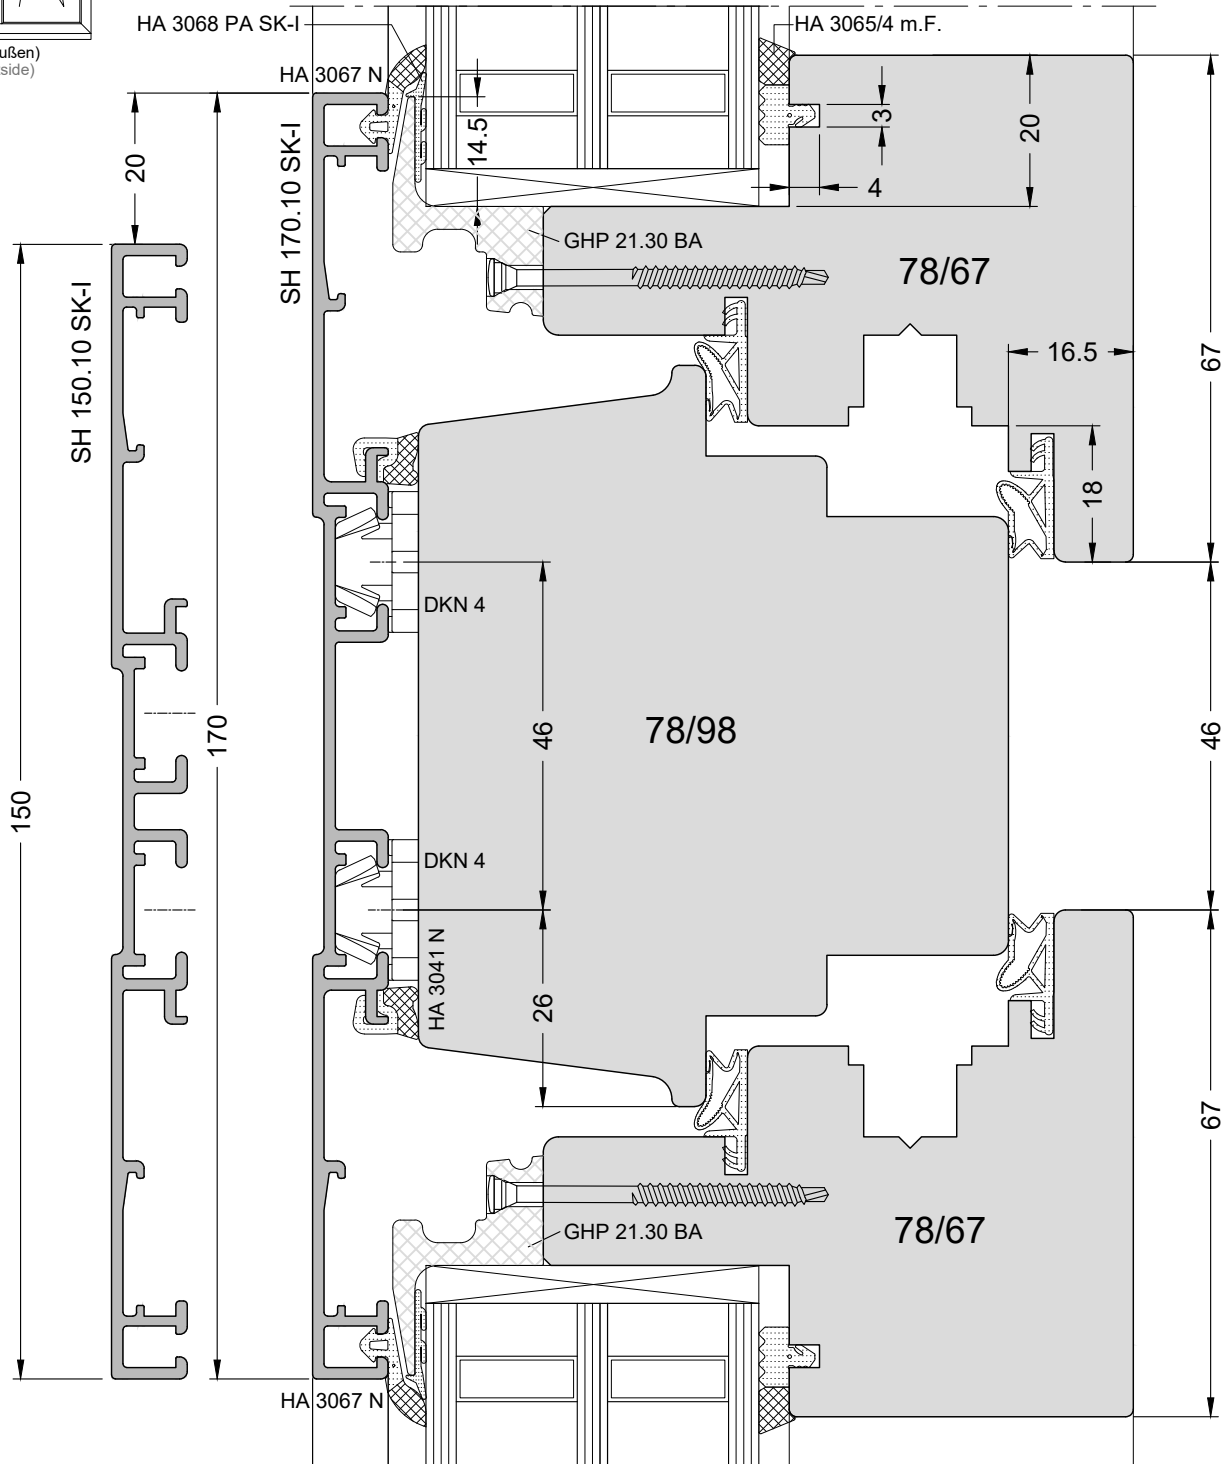 HA 3068 PA SK-I
HA 3065/4 m.F.
ußen)
tside)
HA 3067 N
20
SH 170.10 SK-I
14.5
3
20
4
GHP 21.30 BA
78/67
SH 150.10 SK-I
16.5
67
18
DKN 4
170
46
78/98
46
150
DKN 4
HA 3041 N
26
67
GHP 21.30 BA
78/67
HA 3067 N